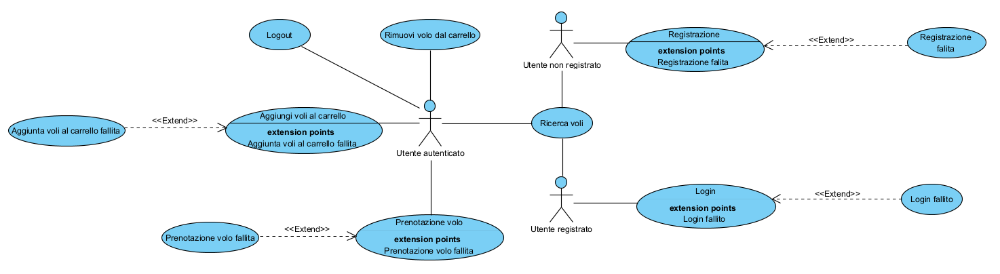 Logout
Rimuovi volo dal carrello
Utente non registrato
Registrazione
extension points
Registrazione falita
<<Extend>>
Registrazione
falita
Aggiunta voli al carrello fallita
<<Extend>>
Aggiungi voli al carrello
extension points
Aggiunta voli al carrello fallita
Utente autenticato
Ricerca voli
Utente registrato
Login
extension points
Login fallito
<<Extend>>
Login fallito
Prenotazione volo fallita
<<Extend>>
Prenotazione volo
extension points
Prenotazione volo fallita